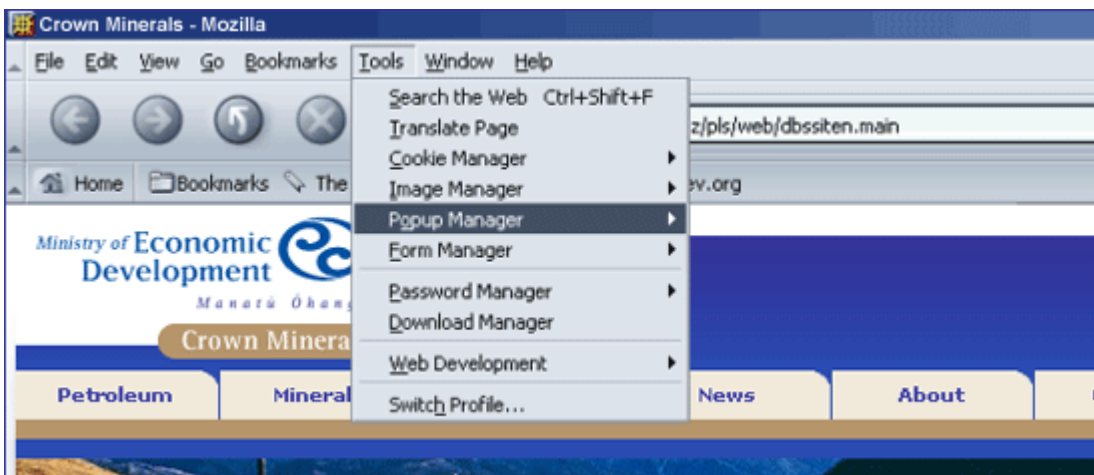 Crown Minerals - Mozilla
File Edit View Go Bookmarks Tools Window Help
Search the Web Ctrl+Shift+F
Translate Page
z/pls/web/dbssiten.main
Cookie Manager
Home Bookmarks The
Image Manager
ev.org
Popup Manager
Form Manager
Ministry of Economic
Development
Manatū Ōhan
Password Manager
Download Manager
Crown Minera
Web Development
Switch Profile...
Petroleum Mineral News About